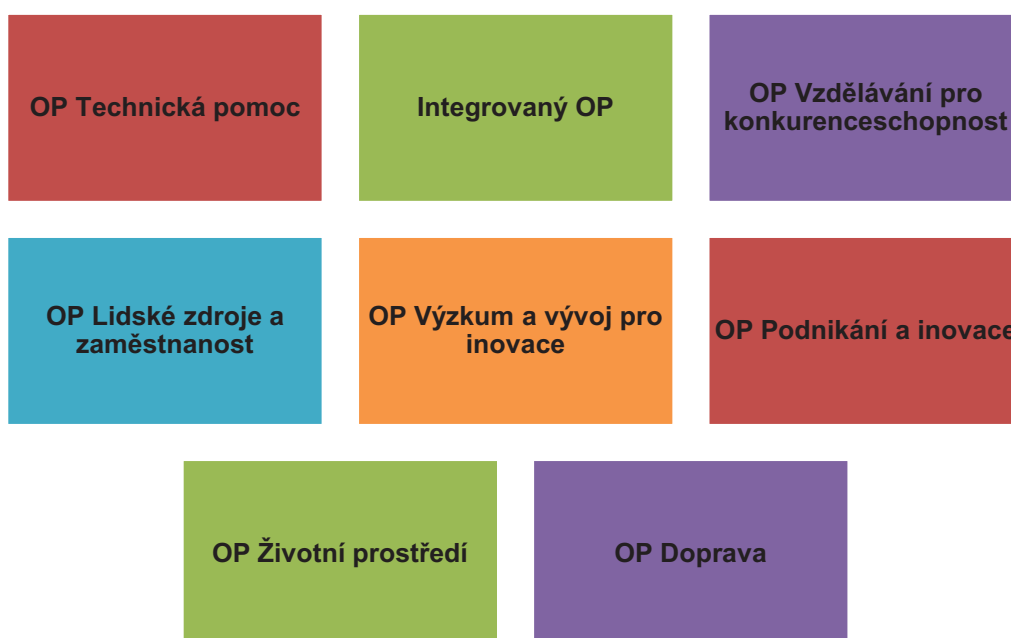 OP Technická pomoc
Integrovaný OP
OP Vzdělávání pro
konkurenceschopnost
OP Lidské zdroje a
zaměstnanost
OP Výzkum a vývoj pro
inovace
OP Podnikání a inovace
OP Životní prostředí
OP Doprava